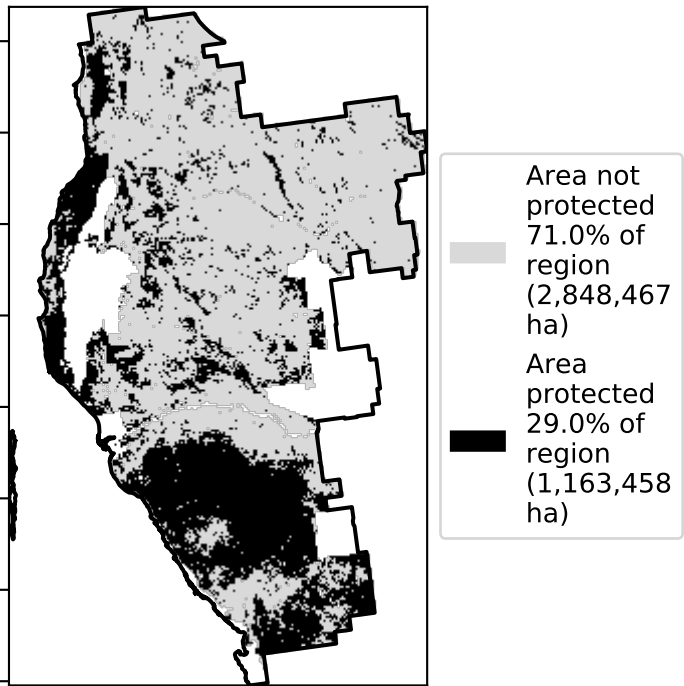 Area not
protected
71.0% of
region
(2,848,467
ha)
Area
protected
29.0% of
region
(1,163,458
ha)